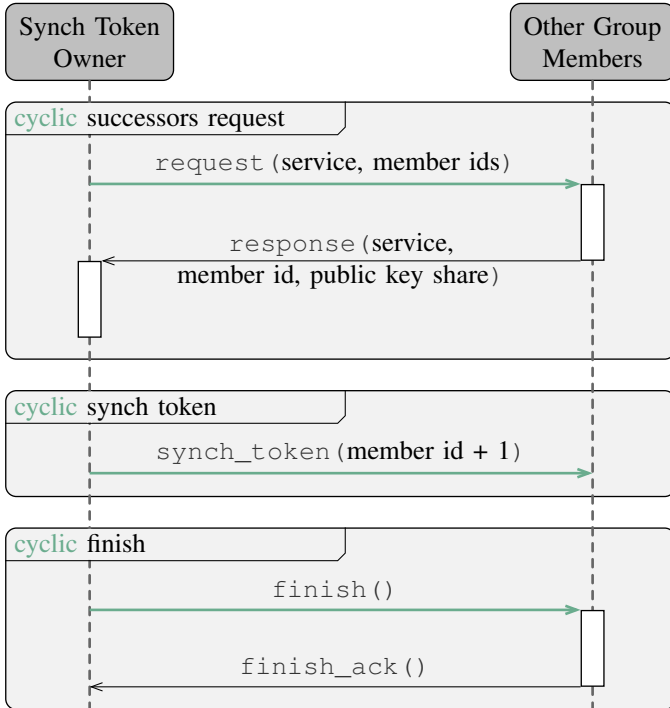 Synch Token
Owner
Other Group
Members
cyclic successors request
request(service, member ids)
response(service,
member id, public key share)
cyclic synch token
synch_token(member id + 1)
cyclic finish
finish()
finish_ack()